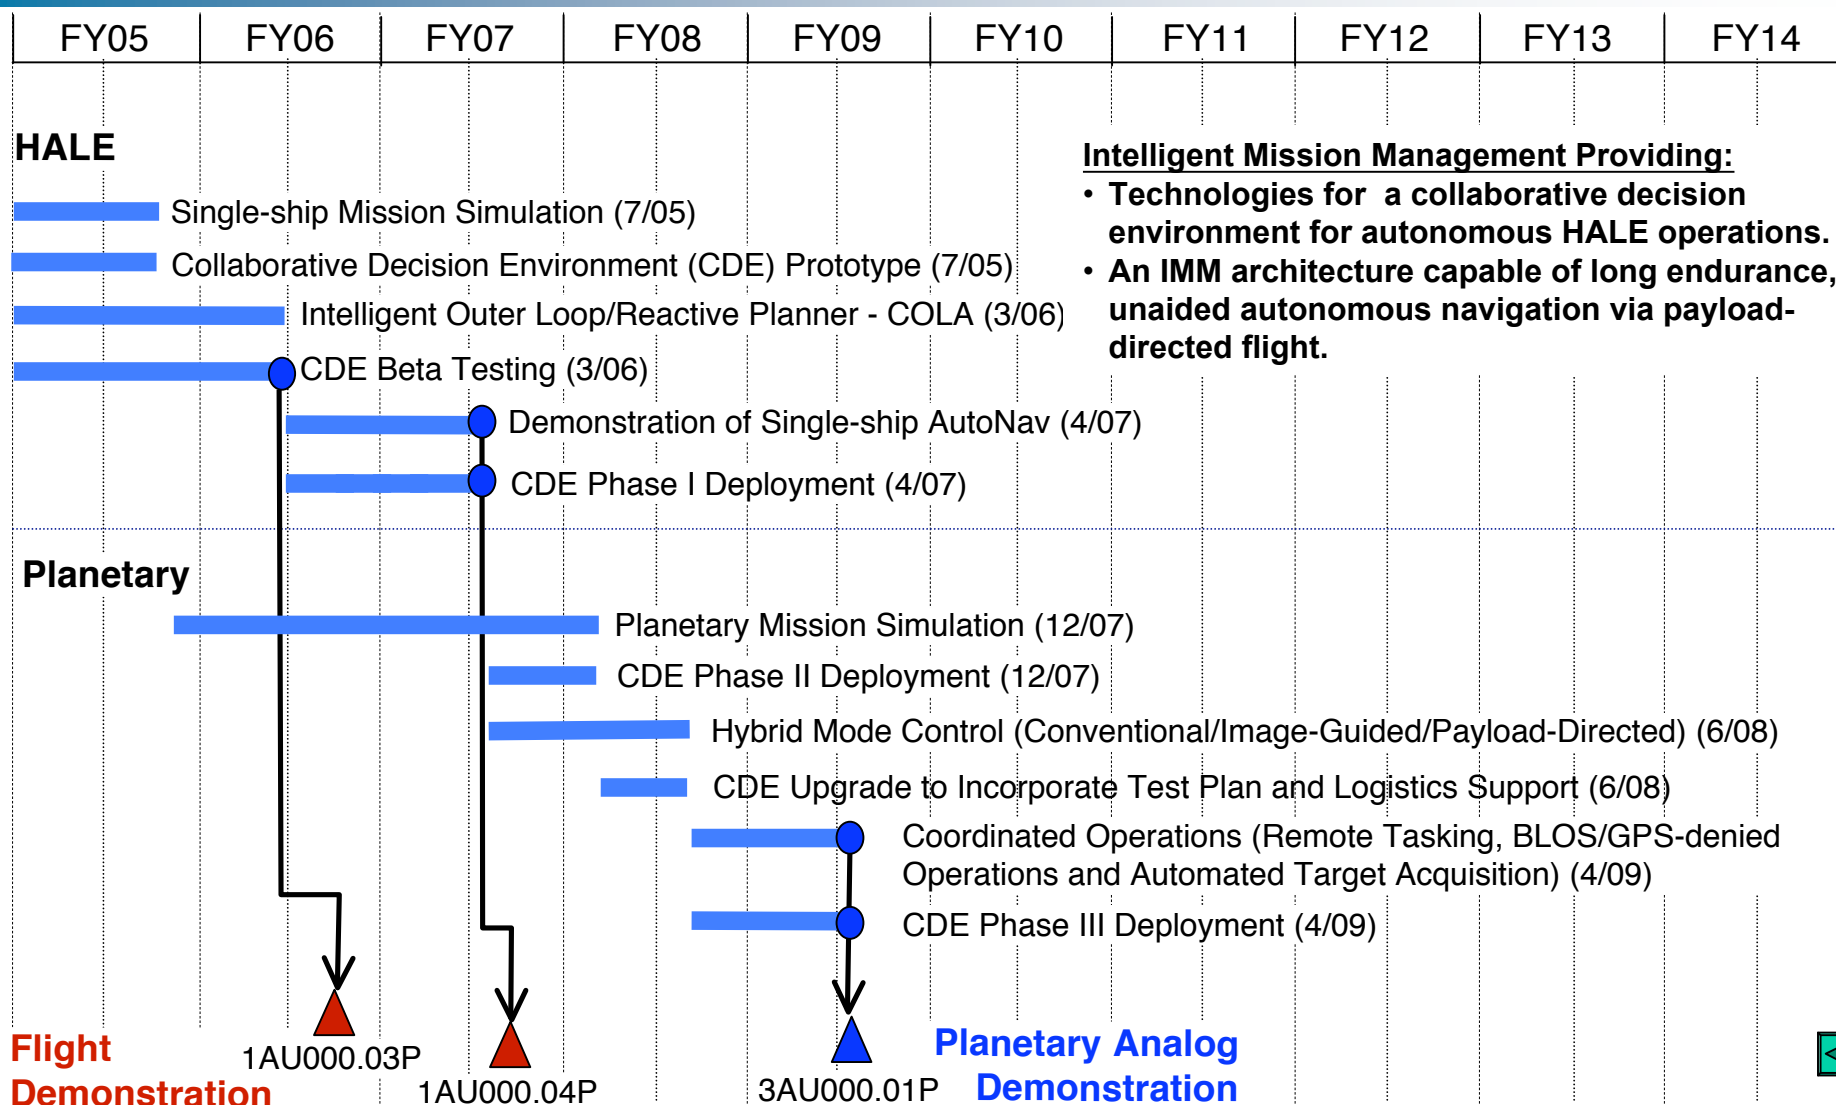 FY05 FY06 FY07 FY08 FY09 FY10 FY11 FY12 FY13 FY14
HALE
Intelligent Mission Management Providing:
• Technologies for a collaborative decision
environment for autonomous HALE operations.
• An IMM architecture capable of long endurance,
unaided autonomous navigation via payload-
directed flight.
Single-ship Mission Simulation (7/05)
Collaborative Decision Environment (CDE) Prototype (7/05)
Intelligent Outer Loop/Reactive Planner - COLA (3/06)
CDE Beta Testing (3/06)
Demonstration of Single-ship AutoNav (4/07)
CDE Phase I Deployment (4/07)
Planetary
Planetary Mission Simulation (12/07)
CDE Phase II Deployment (12/07)
Hybrid Mode Control (Conventional/Image-Guided/Payload-Directed) (6/08)
CDE Upgrade to Incorporate Test Plan and Logistics Support (6/08)
Coordinated Operations (Remote Tasking, BLOS/GPS-denied
Operations and Automated Target Acquisition) (4/09)
CDE Phase III Deployment (4/09)
Flight
Demonstration
1AU000.03P
1AU000.04P
3AU000.01P
Planetary Analog
Demonstration
<